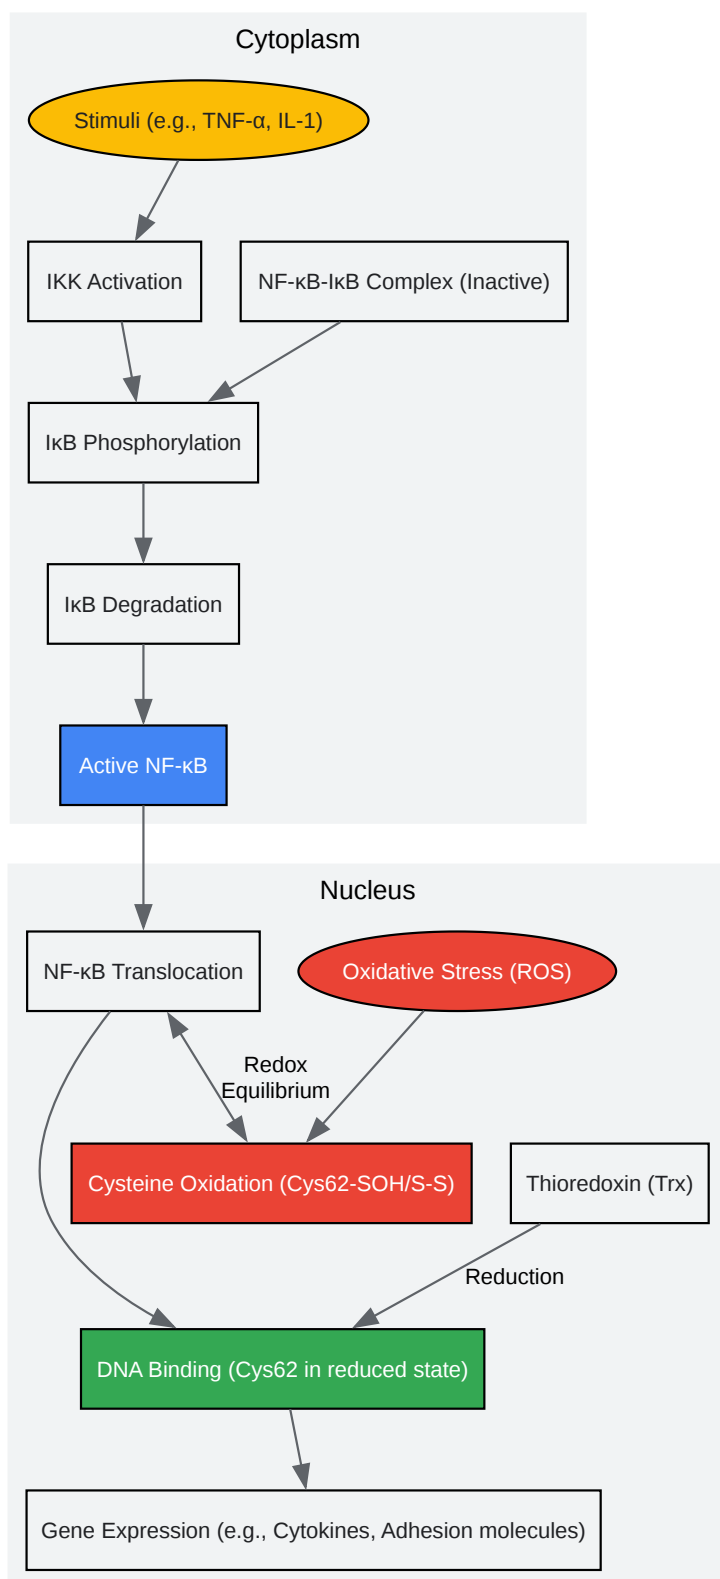 Cytoplasm
Stimuli (e.g., TNF-α, IL-1)
IKK Activation
NF-κB-IκB Complex (Inactive)
IκB Phosphorylation
IκB Degradation
Active NF-κB
Nucleus
NF-κB Translocation
Oxidative Stress (ROS)
Redox
Equilibrium
Cysteine Oxidation (Cys62-SOH/S-S)
Thioredoxin (Trx)
Reduction
DNA Binding (Cys62 in reduced state)
Gene Expression (e.g., Cytokines, Adhesion molecules)